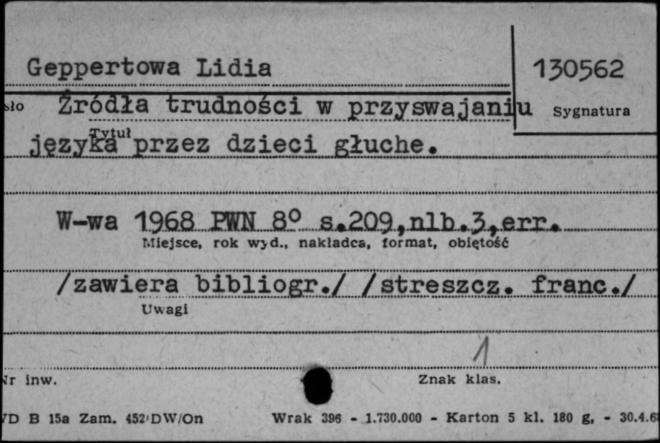 Geppertowa Lidia
130562
sło Źródła trudności w przyswajaniu
Sygnatura
Tytuł
języka przez dzieci głuche.
W-wa 1968 PWN 8° s.209,nlb.3,err.
Miejsce, rok wyd., nakładca, format, objętość
/zawiera bibliogr./ /streszcz. franc./
Uwagi
1
Nr inw.
Znak klas.
VD B 15a Zam. 452/DW/On Wrak 396 - 1.730.000 - Karton 5 kl. 180 g. - 30.4.6